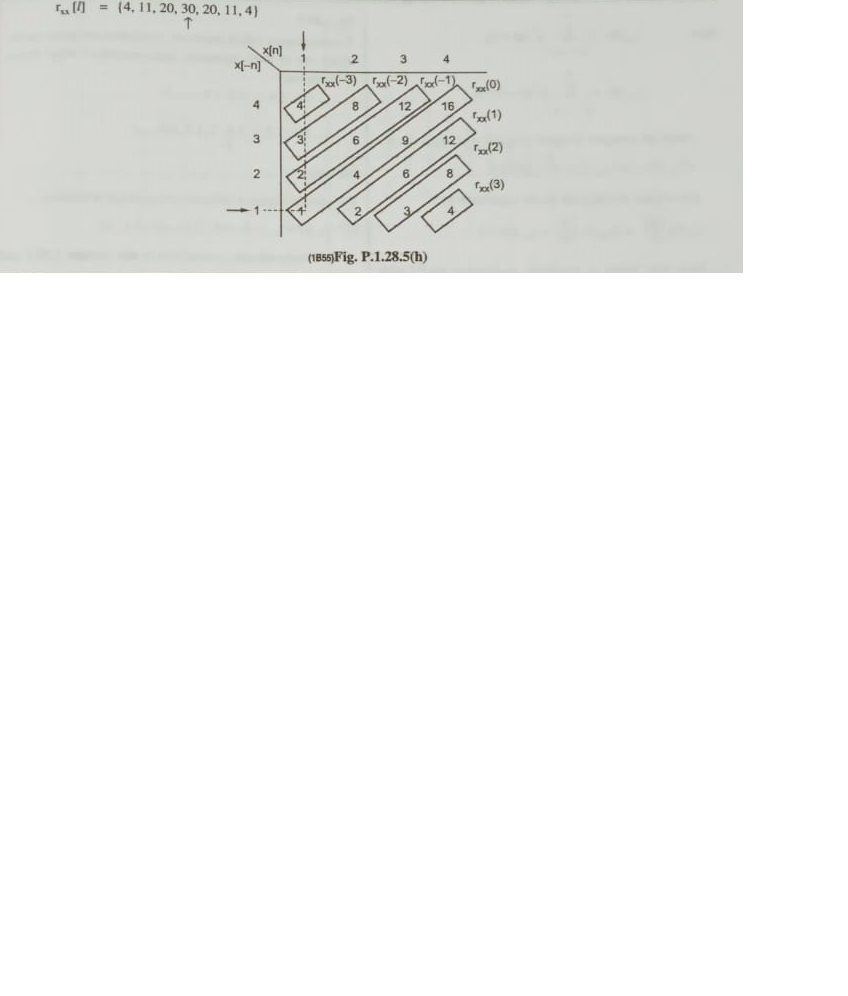 rxx [l] = {4, 11, 20, 30, 20, 11, 4}
↑
x[n]
x[–n]
1 2 3 4
rxx(–3) rxx(–2) rxx(–1) rxx(0)
4 4 8 12 16
rxx(1)
3 3 6 9 12
rxx(2)
2 2 4 6 8
rxx(3)
1 1 2 3 4
(1B55)Fig. P.1.28.5(h)